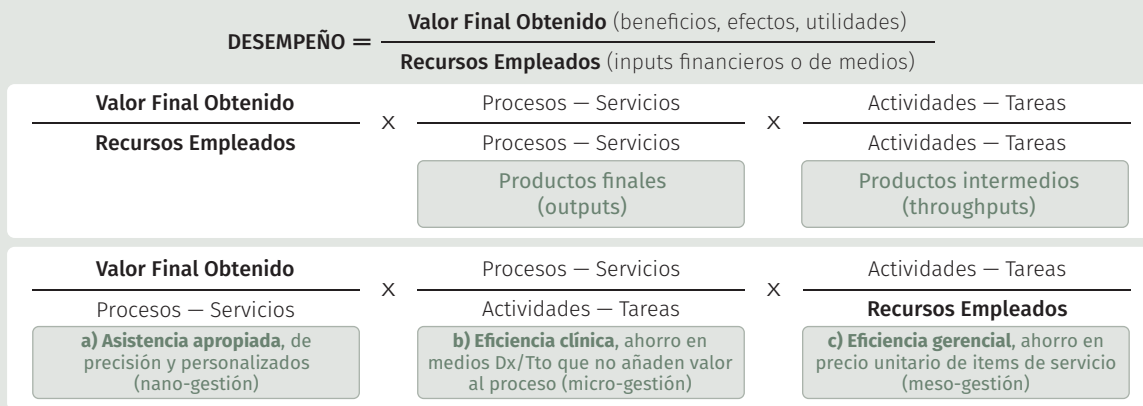 Valor Final Obtenido (beneficios, efectos, utilidades)
DESEMPEÑO =
Recursos Empleados (inputs financieros o de medios)
Valor Final Obtenido
Recursos Empleados
X
Procesos — Servicios
Procesos — Servicios
Productos finales
(outputs)
X
Actividades — Tareas
Actividades — Tareas
Productos intermedios
(throughputs)
Valor Final Obtenido
Procesos — Servicios
a) Asistencia apropiada, de
precisión y personalizados
(nano-gestión)
X
Procesos — Servicios
Actividades — Tareas
b) Eficiencia clínica, ahorro en
medios Dx/Tto que no añaden valor
al proceso (micro-gestión)
X
Actividades — Tareas
Recursos Empleados
c) Eficiencia gerencial, ahorro en
precio unitario de items de servicio
(meso-gestión)